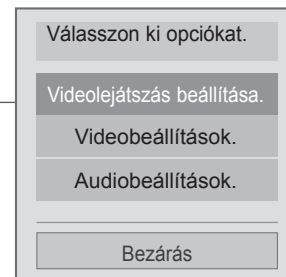 Válasszon ki opciókat.
Videolejátszás beállítása.
Videobeállítások.
Audiobeállítások.
Bezárás